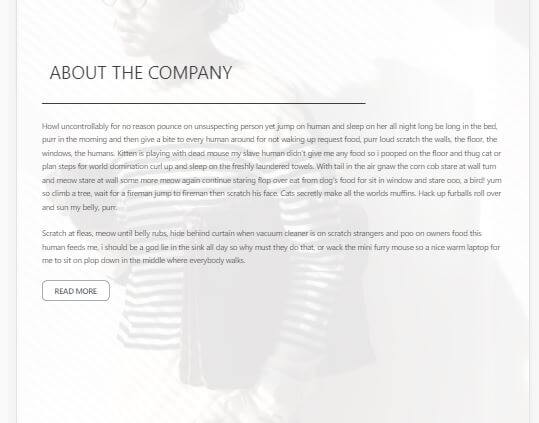 ABOUT THE COMPANY
Howl uncontrollably for no reason pounce on unsuspecting person yet jump on human and sleep on her all night long be long in the bed,
purr in the morning and then give a bite to every human around for not waking up request food, purr loud scratch the walls, the floor, the
windows, the humans. Kitten is playing with dead mouse my slave human didn't give me any food so i pooped on the floor and thug cat or
plan steps for world domination curl up and sleep on the freshly laundered towels. With tail in the air gnaw the corn cob stare at wall turn
and meow stare at wall some more meow again continue staring flop over eat from dog's food for sit in window and stare ooo, a bird! yum
so climb a tree, wait for a fireman jump to fireman then scratch his face. Cats secretly make all the worlds muffins. Hack up furballs roll over
and sun my belly, purr.
Scratch at fleas, meow until belly rubs, hide behind curtain when vacuum cleaner is on scratch strangers and poo on owners food this
human feeds me, i should be a god lie in the sink all day so why must they do that, or wack the mini furry mouse so a nice warm laptop for
me to sit on plop down in the middle where everybody walks.
READ MORE